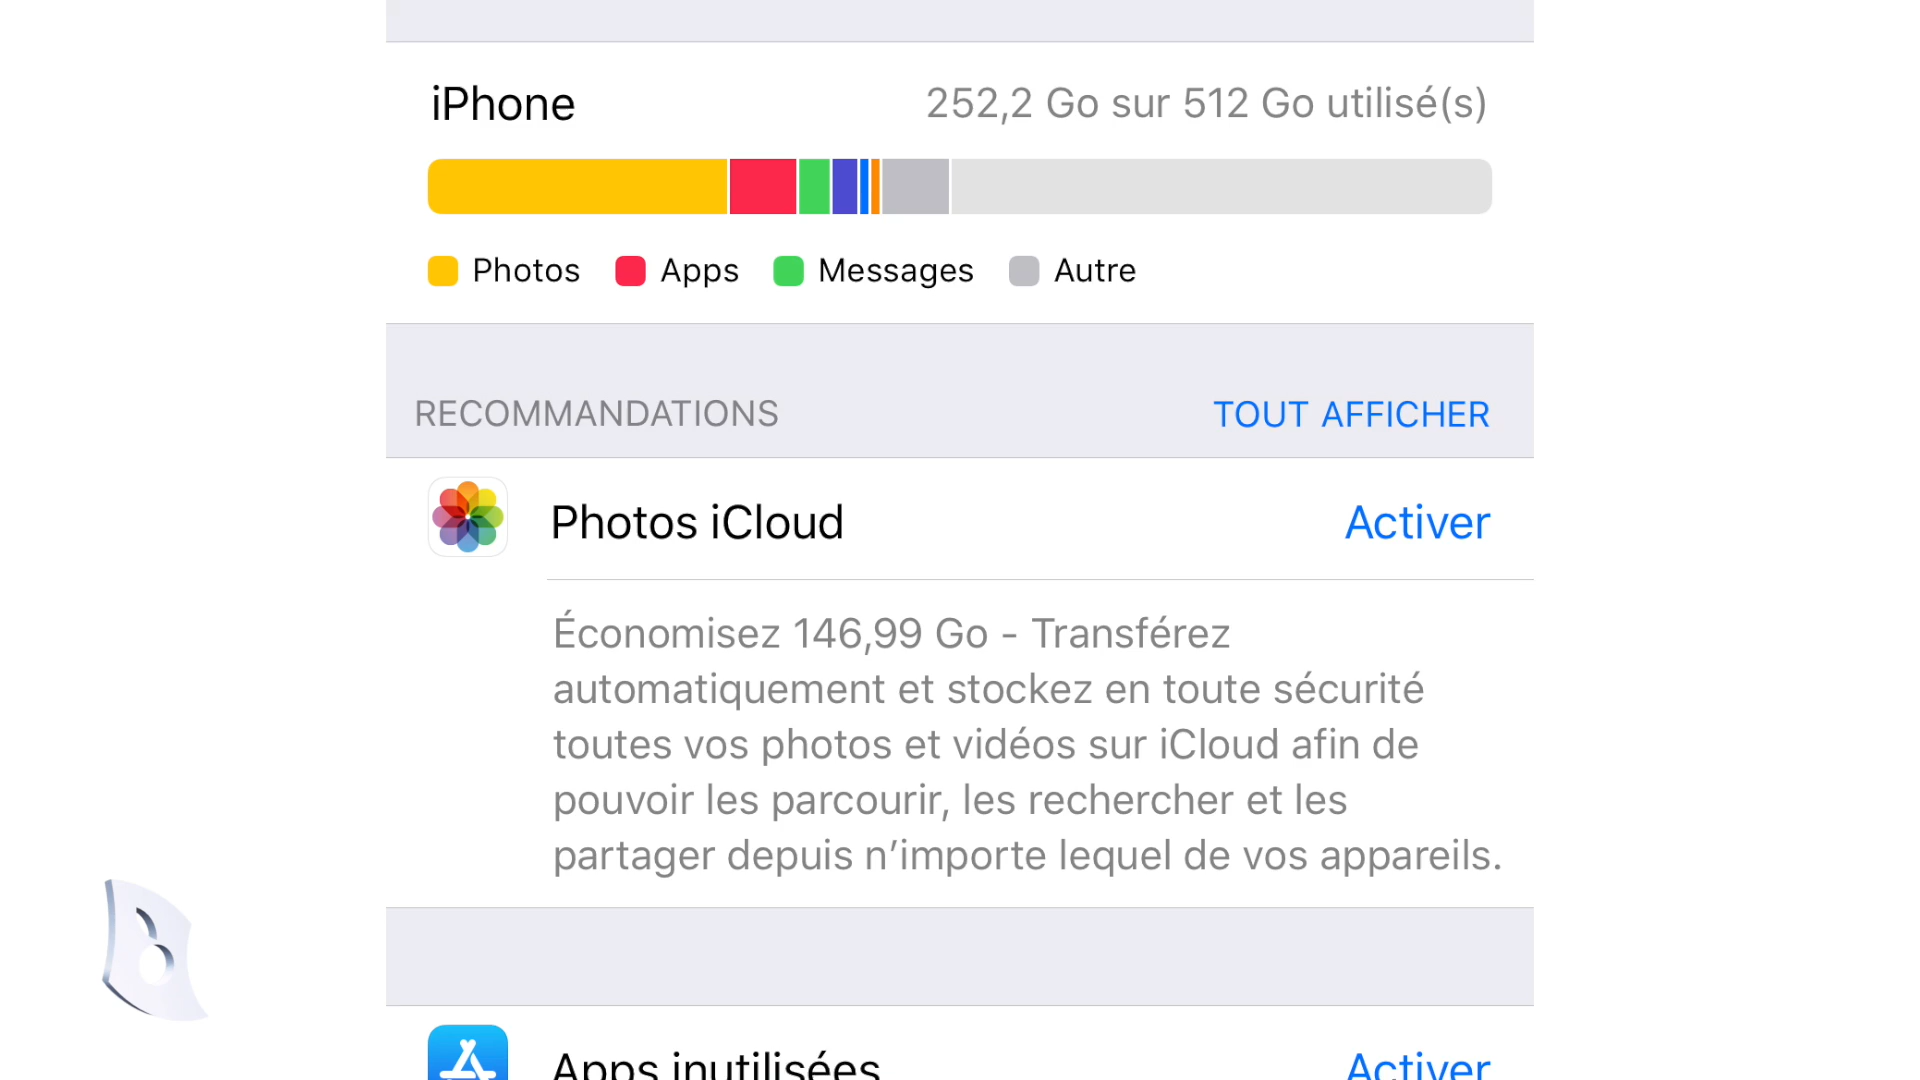 iPhone
252,2 Go sur 512 Go utilisé(s)
Photos
Apps
Messages
Autre
RECOMMANDATIONS
TOUT AFFICHER
Photos iCloud
Activer
Économisez 146,99 Go - Transférez
automatiquement et stockez en toute sécurité
toutes vos photos et vidéos sur iCloud afin de
pouvoir les parcourir, les rechercher et les
partager depuis n’importe lequel de vos appareils.
Apps inutilisées
Activer